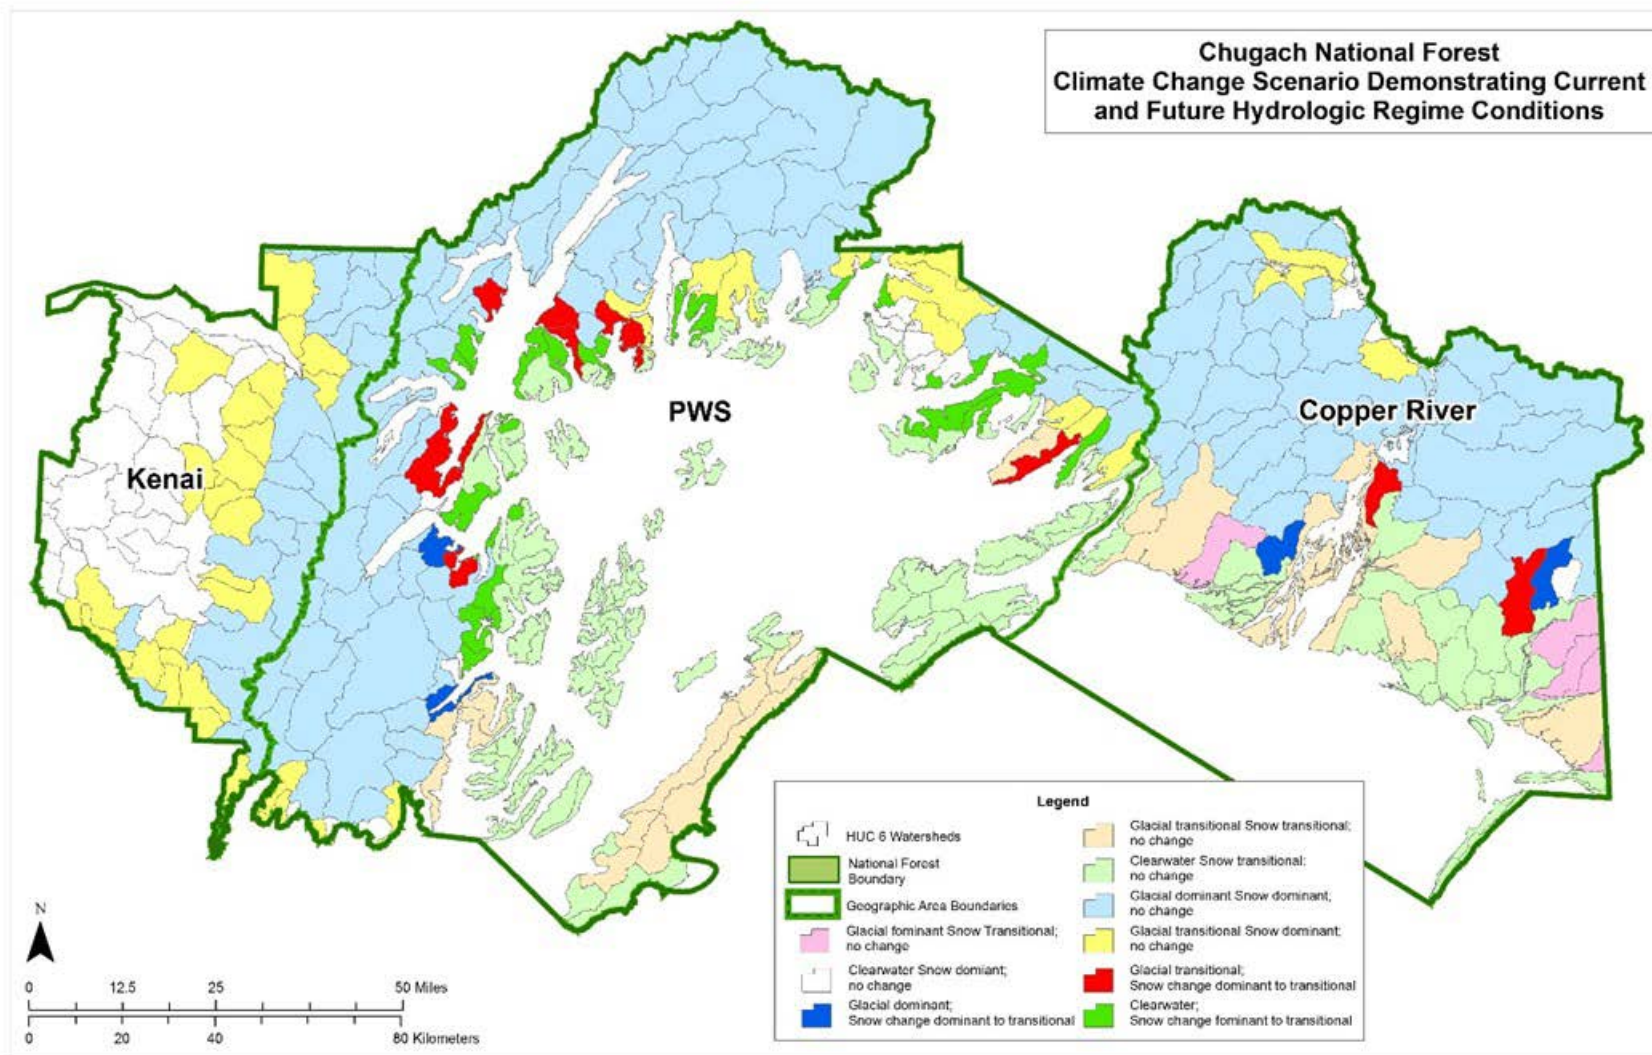 Chugach National Forest
Climate Change Scenario Demonstrating Current
and Future Hydrologic Regime Conditions
PWS
Copper River
Kenai
Legend
HUC 6 Watersheds
National Forest
Boundary
Geographic Area Boundaries
Glacial fominant Snow Transitional;
no change
Clearwater Snow domiant;
no change
Glacial dominant;
Snow change dominant to transitional
Glacial transitional Snow transitional;
no change
Clearwater Snow transitional;
no change
Glacial dominant Snow dominant;
no change
Glacial transitional Snow dominant;
no change
Glacial transitional;
Snow change dominant to transitional
Clearwater;
Snow change fominant to transitional
N
0 12.5 25 50 Miles
0 20 40 80 Kilometers